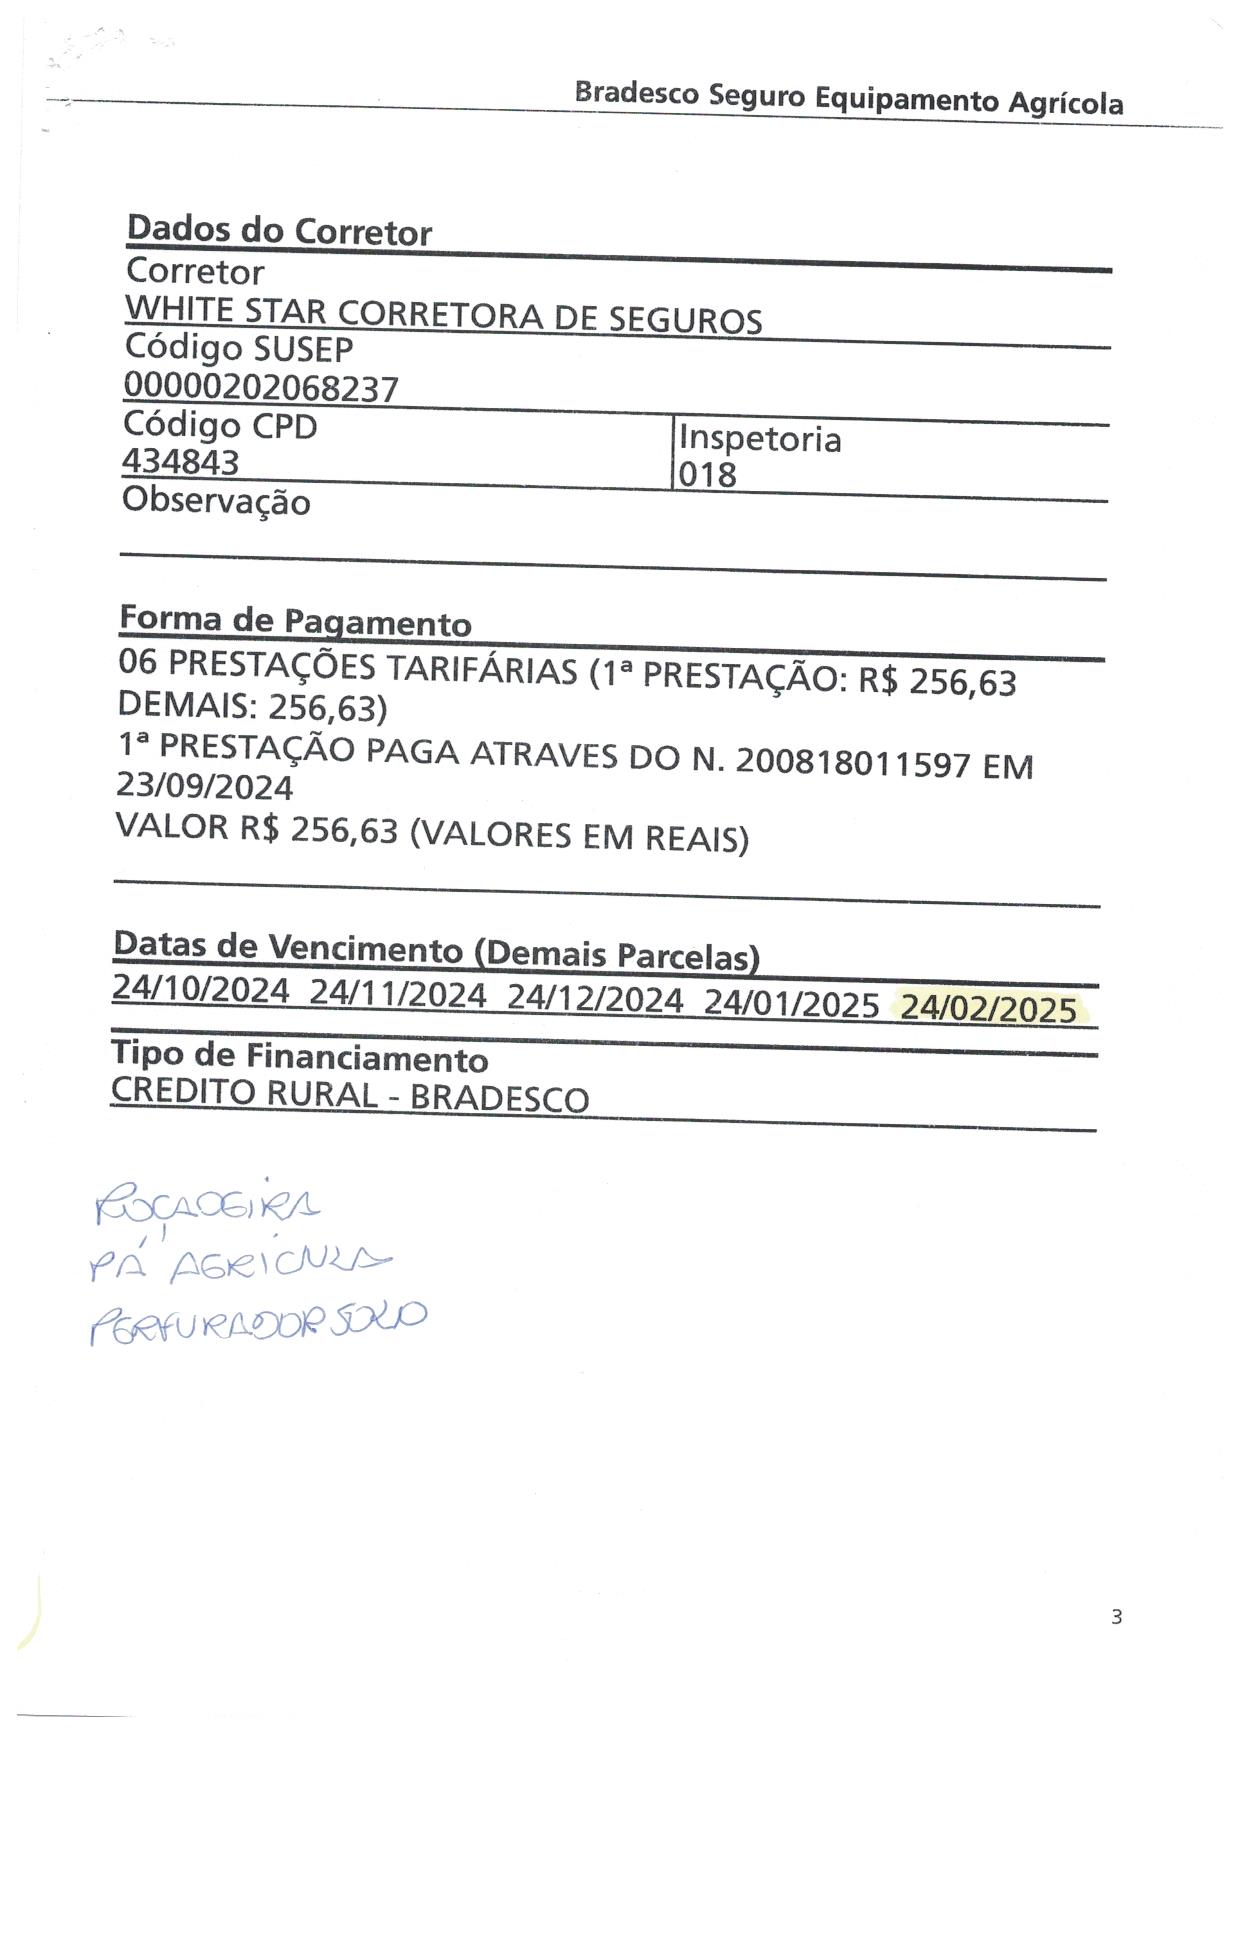 Bradesco Seguro Equipamento Agrícola
Dados do Corretor
Corretor
WHITE STAR CORRETORA DE SEGUROS
Código SUSEP
00000202068237
Código CPD
434843
Inspetoria
018
Observação
Forma de Pagamento
06 PRESTAÇÕES TARIFÁRIAS (1ª PRESTAÇÃO: R$ 256,63
DEMAIS: 256,63)
1ª PRESTAÇÃO PAGA ATRAVES DO N. 200818011597 EM
23/09/2024
VALOR R$ 256,63 (VALORES EM REAIS)
Datas de Vencimento (Demais Parcelas)
24/10/2024 24/11/2024 24/12/2024 24/01/2025 24/02/2025
Tipo de Financiamento
CREDITO RURAL - BRADESCO
ROÇADEIRA
PÁ AGRICULA
PERFURADOR SOLO
3